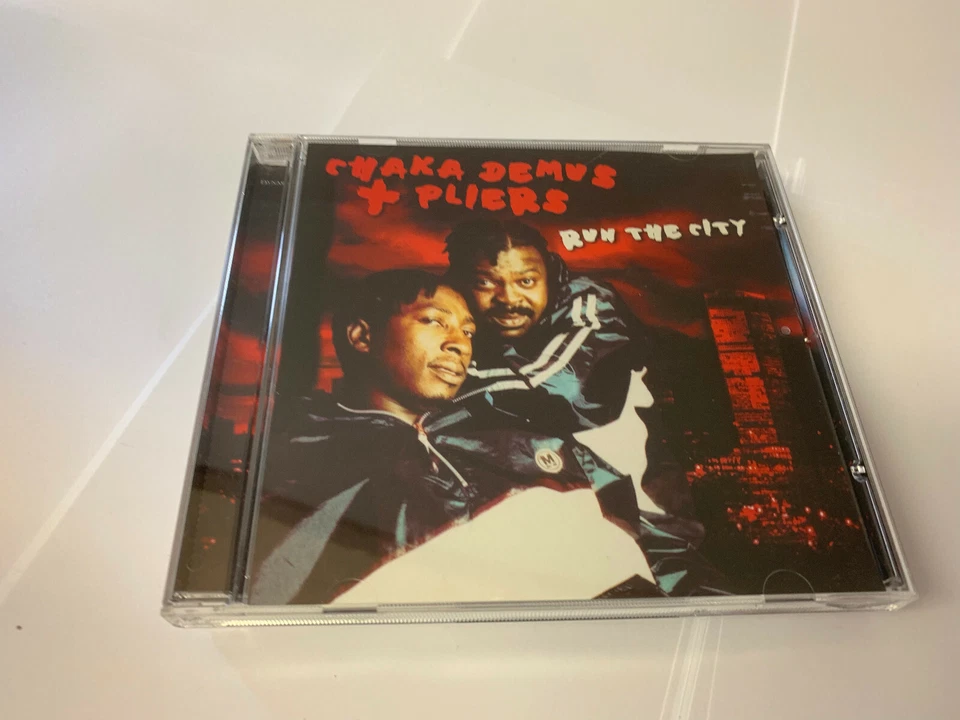 CHAKA DEMUS
+ PLIERS
RUN THE CITY
M